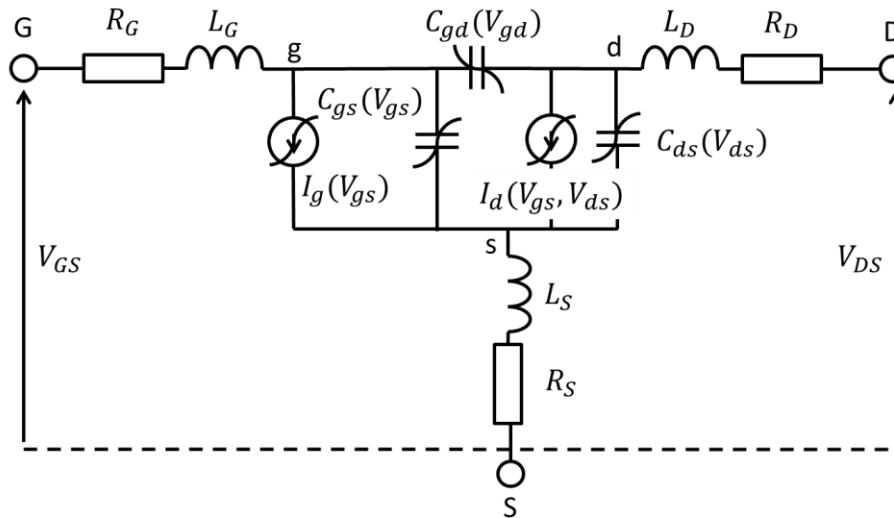 G
R_G
L_G
C_gd(V_gd)
g
d
L_D
R_D
D
C_gs(V_gs)
C_ds(V_ds)
I_g(V_gs)
I_d(V_gs, V_ds)
V_GS
s
L_S
V_DS
R_S
S